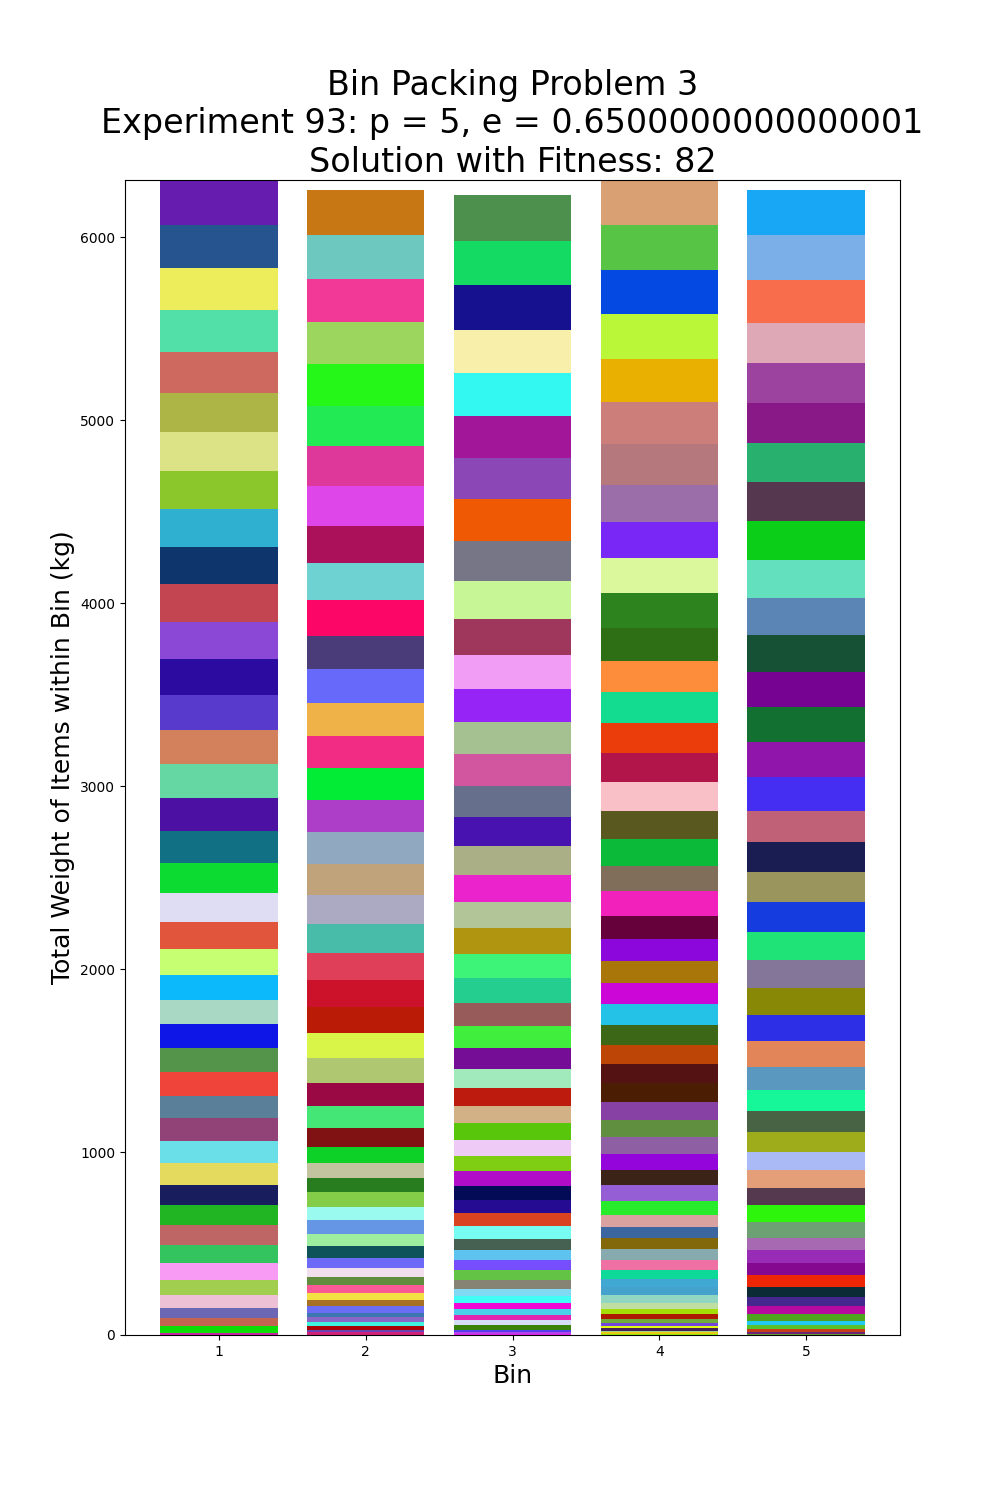 Bin Packing Problem 3
Experiment 93: p = 5, e = 0.6500000000000001
Solution with Fitness: 82
Total Weight of Items within Bin (kg)
6000
5000
4000
3000
2000
1000
0
1 2 3 4 5
Bin